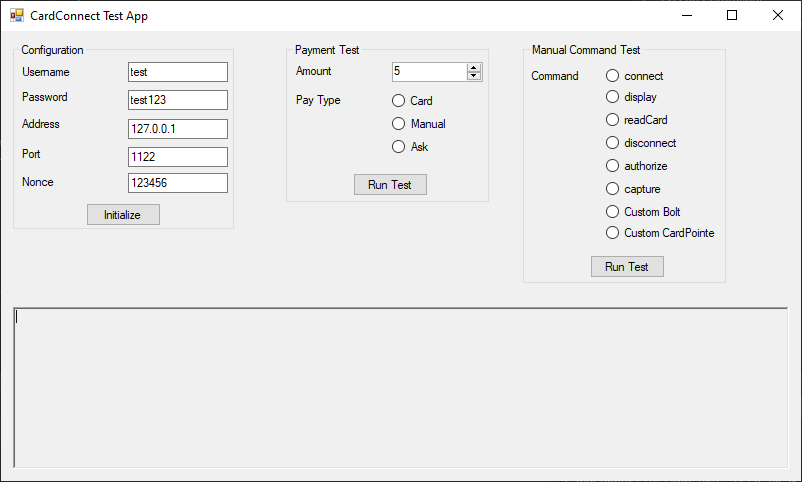 CardConnect Test App
Configuration
Username test
Password test123
Address 127.0.0.1
Port 1122
Nonce 123456
Initialize
Payment Test
Amount 5
Pay Type Card
Manual
Ask
Run Test
Manual Command Test
Command connect
display
readCard
disconnect
authorize
capture
Custom Bolt
Custom CardPointe
Run Test